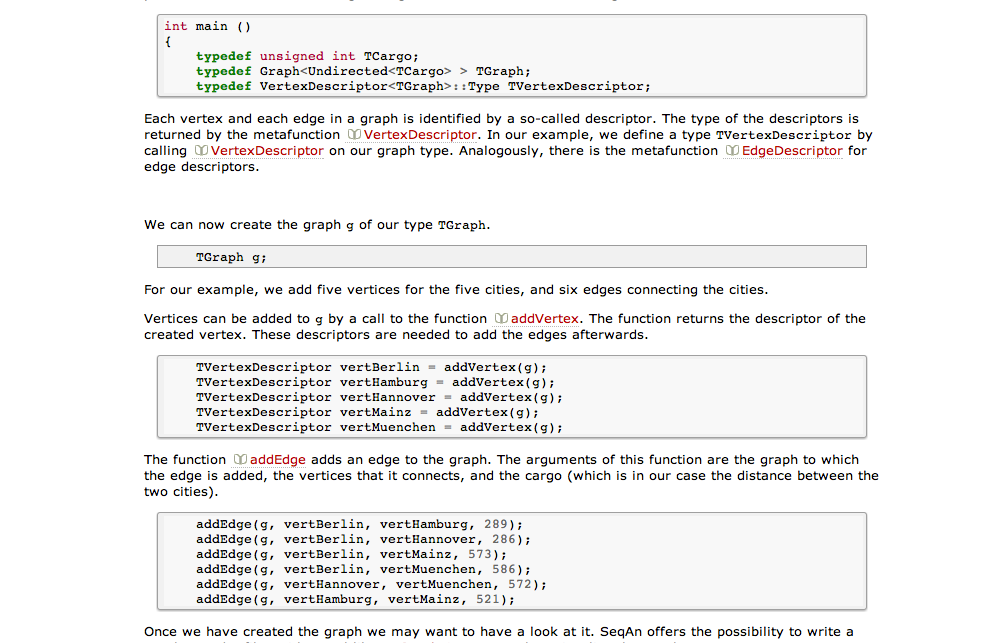 int main ()
{
    typedef unsigned int TCargo;
    typedef Graph<Undirected<TCargo> > TGraph;
    typedef VertexDescriptor<TGraph>::Type TVertexDescriptor;
Each vertex and each edge in a graph is identified by a so-called descriptor. The type of the descriptors is
returned by the metafunction VertexDescriptor. In our example, we define a type TVertexDescriptor by
calling VertexDescriptor on our graph type. Analogously, there is the metafunction EdgeDescriptor for
edge descriptors.
We can now create the graph g of our type TGraph.
    TGraph g;
For our example, we add five vertices for the five cities, and six edges connecting the cities.
Vertices can be added to g by a call to the function addVertex. The function returns the descriptor of the
created vertex. These descriptors are needed to add the edges afterwards.
    TVertexDescriptor vertBerlin = addVertex(g);
    TVertexDescriptor vertHamburg = addVertex(g);
    TVertexDescriptor vertHannover = addVertex(g);
    TVertexDescriptor vertMainz = addVertex(g);
    TVertexDescriptor vertMuenchen = addVertex(g);
The function addEdge adds an edge to the graph. The arguments of this function are the graph to which
the edge is added, the vertices that it connects, and the cargo (which is in our case the distance between the
two cities).
    addEdge(g, vertBerlin, vertHamburg, 289);
    addEdge(g, vertBerlin, vertHannover, 286);
    addEdge(g, vertBerlin, vertMainz, 573);
    addEdge(g, vertBerlin, vertMuenchen, 586);
    addEdge(g, vertHannover, vertMuenchen, 572);
    addEdge(g, vertHamburg, vertMainz, 521);
Once we have created the graph we may want to have a look at it. SeqAn offers the possibility to write a